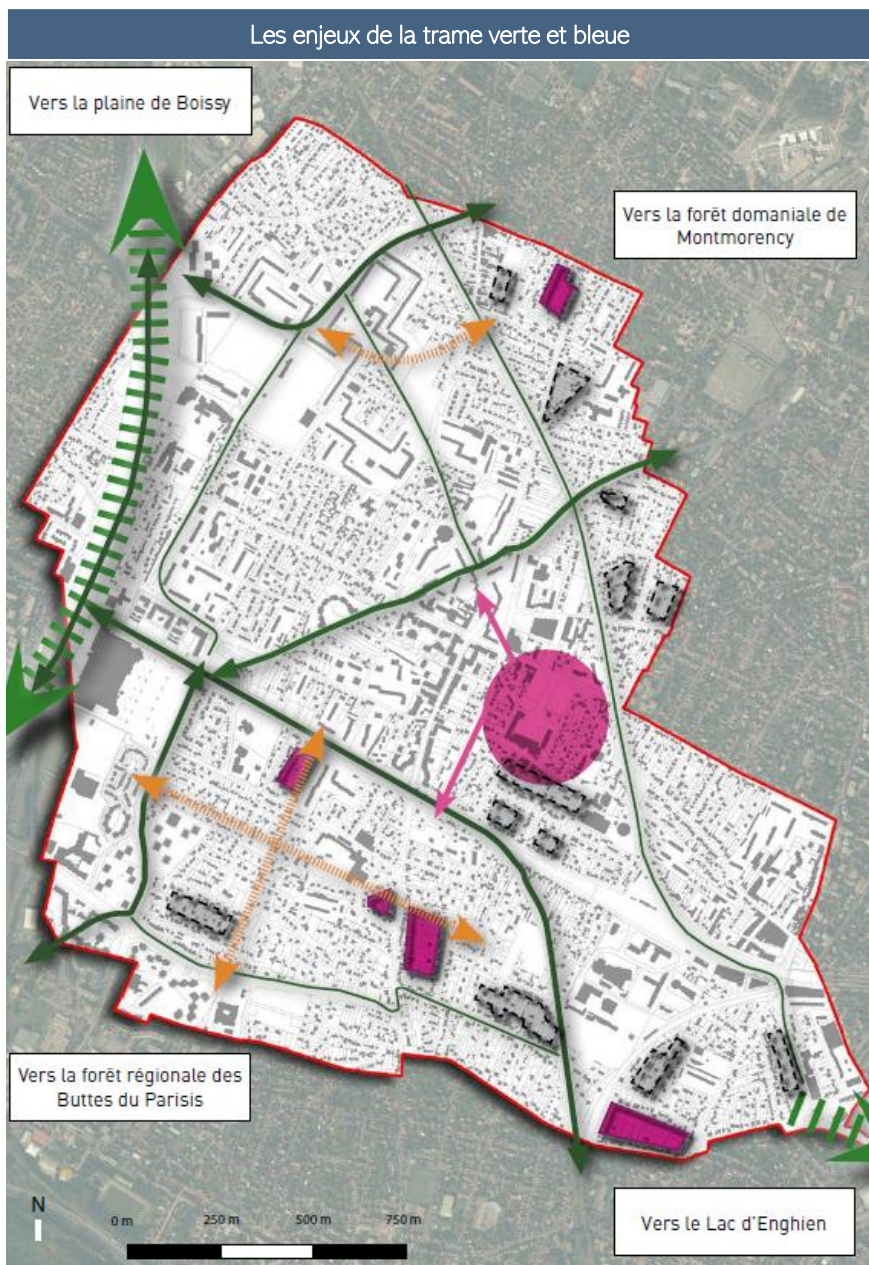 Les enjeux de la trame verte et bleue
Vers la plaine de Boissy
Vers la forêt domaniale de
Montmorency
Vers la forêt régionale des
Buttes du Parisis
N
0 m
250 m
500 m
750 m
Vers le Lac d'Enghien